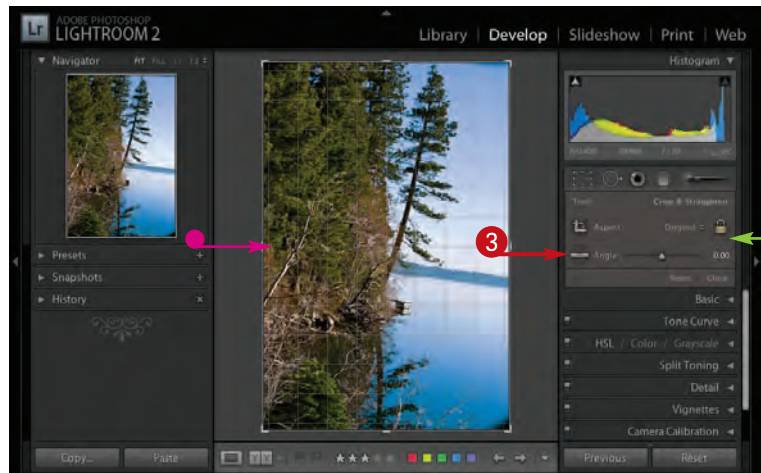 Lr
ADOBE PHOTOSHOP
LIGHTROOM 2
Library | Develop | Slideshow | Print | Web
Navigator FIT FILL
Histogram
Tool: Crop & Straighten
Aspect: Original
3
Angle 0.00
Reset Close
Presets
Snapshots
History
Basic
Tone Curve
HSL / Color / Grayscale
Split Toning
Detail
Vignettes
Camera Calibration
Copy... Paste
Y Y
Previous Reset